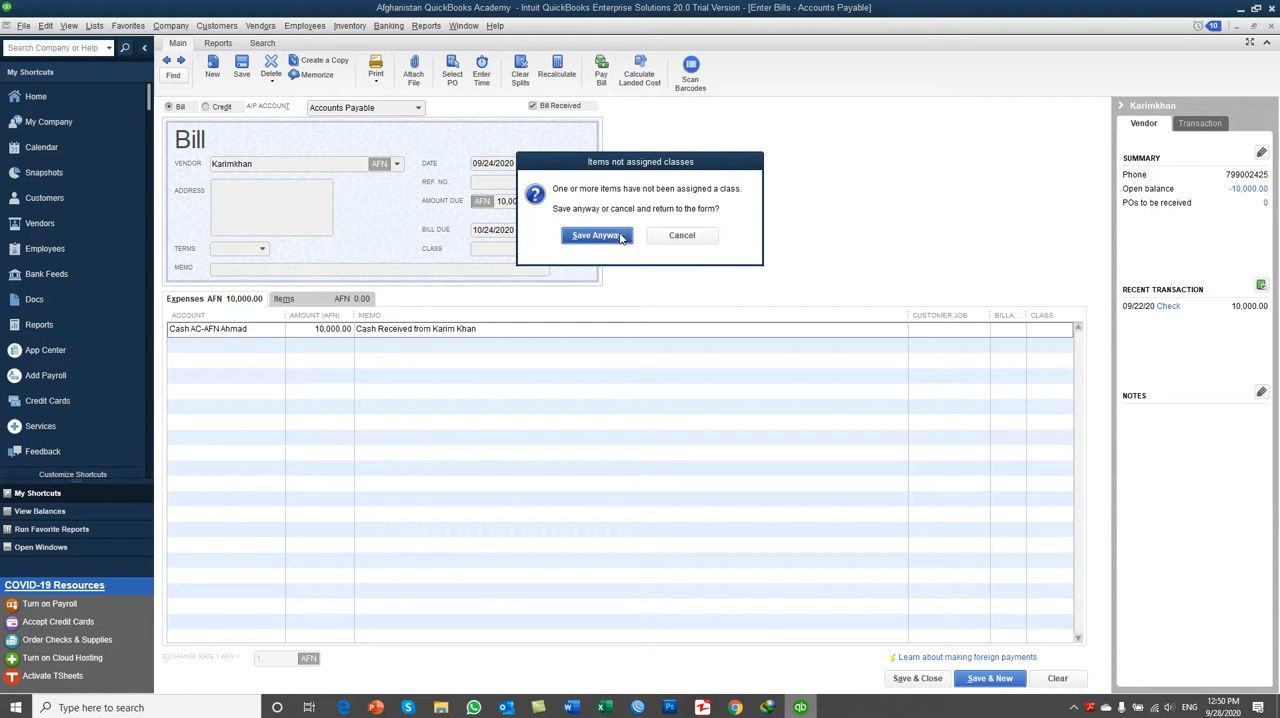 Afghanistan QuickBooks Academy - Intuit QuickBooks Enterprise Solutions 20.0 Trial Version - [Enter Bills - Accounts Payable]
File Edit View Lists Favorites Company Customers Vendors Employees Inventory Banking Reports Window Help
10
Search Company or Help
Main Reports Search
My Shortcuts
Home
My Company
Calendar
Snapshots
Customers
Vendors
Employees
Bank Feeds
Docs
Reports
App Center
Add Payroll
Credit Cards
Services
Feedback
Customize Shortcuts
My Shortcuts
View Balances
Run Favorite Reports
Open Windows
COVID-19 Resources
Turn on Payroll
Accept Credit Cards
Order Checks & Supplies
Turn on Cloud Hosting
Activate TSheets
Find
New
Save
Delete
Create a Copy
Memorize
Print
Attach File
Select PO
Enter Time
Clear Splits
Recalculate
Pay Bill
Calculate Landed Cost
Scan Barcodes
Bill Credit A/P ACCOUNT Accounts Payable Bill Received
Bill
VENDOR Karimkhan AFN DATE 09/24/2020
ADDRESS REF. NO.
AMOUNT DUE AFN 10,00
BILL DUE 10/24/2020
TERMS CLASS
MEMO
Items not assigned classes
One or more items have not been assigned a class.
Save anyway or cancel and return to the form?
Save Anyway Cancel
Expenses AFN 10,000.00 Items AFN 0.00
ACCOUNT AMOUNT (AFN) MEMO CUSTOMER:JOB BILLA... CLASS
Cash AC-AFN Ahmad 10,000.00 Cash Received from Karim Khan
EXCHANGE RATE 1 AFN = 1 AFN
Learn about making foreign payments
Save & Close Save & New Clear
Karimkhan
Vendor Transaction
SUMMARY
Phone 799002425
Open balance -10,000.00
POs to be received 0
RECENT TRANSACTION
09/22/20 Check 10,000.00
NOTES
Type here to search
12:50 PM
9/28/2020